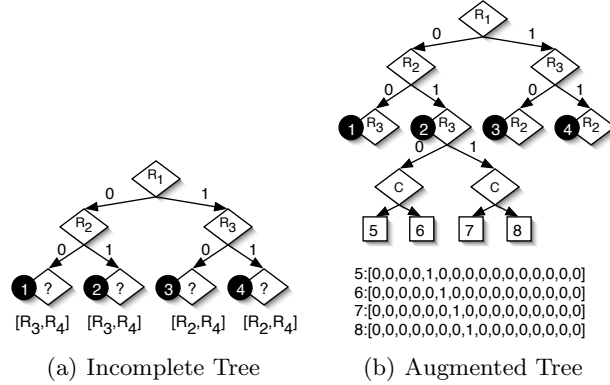 R1
0 1
R2 R3
0 1 0 1
1 ? 2 ? 3 ? 4 ?
[R3,R4] [R3,R4] [R2,R4] [R2,R4]
(a) Incomplete Tree
R1
0 1
R2 R3
0 1 0 1
1 R3 2 R3 3 R2 4 R2
0 1
C C
5 6 7 8
5:[0,0,0,0,1,0,0,0,0,0,0,0,0,0,0,0]
6:[0,0,0,0,0,1,0,0,0,0,0,0,0,0,0,0]
7:[0,0,0,0,0,0,1,0,0,0,0,0,0,0,0,0]
8:[0,0,0,0,0,0,0,1,0,0,0,0,0,0,0,0]
(b) Augmented Tree